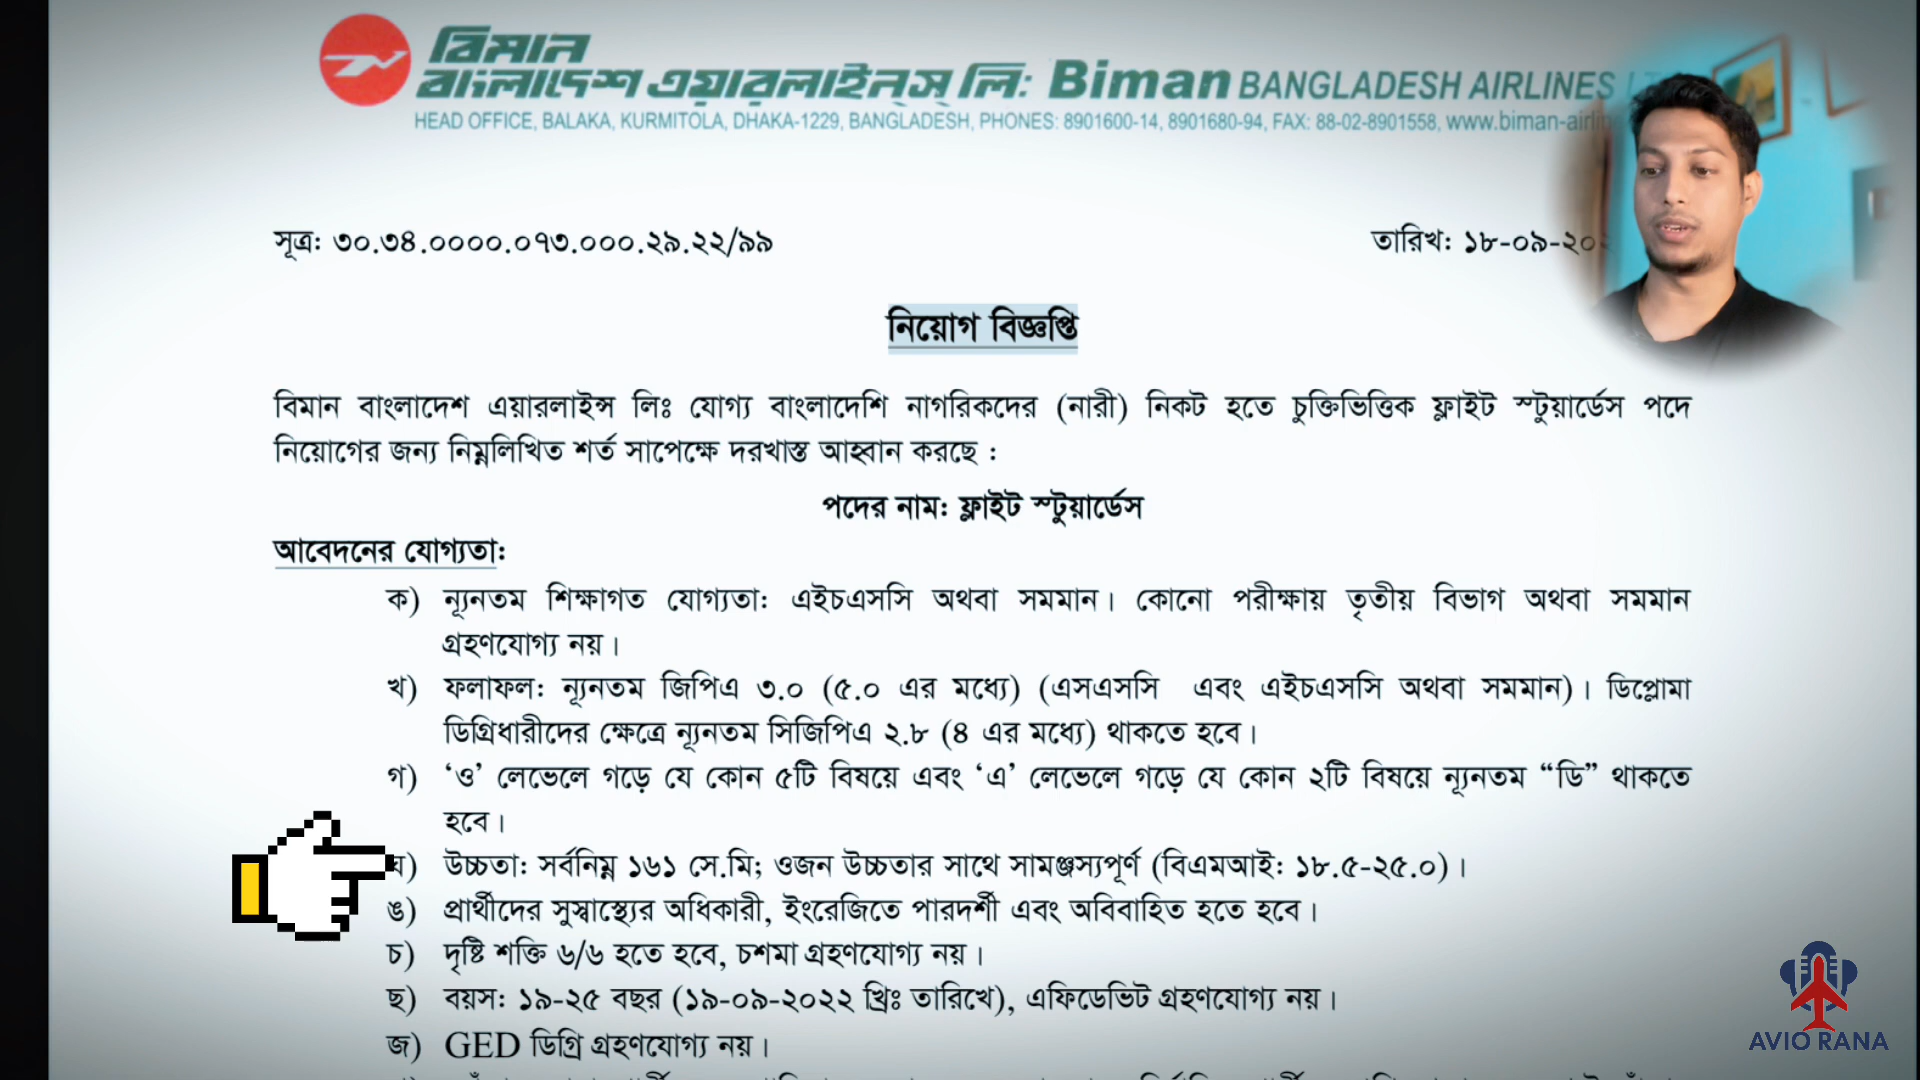 বিমান
বাংলাদেশ এয়ারলাইন্স্ লি: Biman BANGLADESH AIRLINES
HEAD OFFICE, BALAKA, KURMITOLA, DHAKA-1229, BANGLADESH, PHONES: 8901600-14, 8901680-94, FAX: 88-02-8901558,
সূত্র: ৩০.৩৪.০০০০.০৭৩.০০০.২৯.২২/৯৯
তারিখ: ১৮-০৯-
নিয়োগ বিজ্ঞপ্তি
বিমান বাংলাদেশ এয়ারলাইন্স লিঃ যোগ্য বাংলাদেশি নাগরিকদের (নারী) নিকট হতে চুক্তিভিত্তিক ফ্লাইট স্টুয়ার্ডেস পদে
নিয়োগের জন্য নিম্নলিখিত শর্ত সাপেক্ষে দরখাস্ত আহ্বান করছে :
পদের নাম: ফ্লাইট স্টুয়ার্ডেস
আবেদনের যোগ্যতা:
ক) ন্যূনতম শিক্ষাগত যোগ্যতা: এইচএসসি অথবা সমমান। কোনো পরীক্ষায় তৃতীয় বিভাগ অথবা সমমান
গ্রহণযোগ্য নয়।
খ) ফলাফল: ন্যূনতম জিপিএ ৩.০ (৫.০ এর মধ্যে) (এসএসসি এবং এইচএসসি অথবা সমমান)। ডিপ্লোমা
ডিগ্রিধারীদের ক্ষেত্রে ন্যূনতম সিজিপিএ ২.৮ (৪ এর মধ্যে) থাকতে হবে।
গ) ‘ও’ লেভেলে গড়ে যে কোন ৫টি বিষয়ে এবং ‘এ’ লেভেলে গড়ে যে কোন ২টি বিষয়ে ন্যূনতম “ডি” থাকতে
হবে।
ঘ) উচ্চতা: সর্বনিম্ন ১৬১ সে.মি; ওজন উচ্চতার সাথে সামঞ্জস্যপূর্ণ (বিএমআই: ১৮.৫-২৫.০)।
ঙ) প্রার্থীদের সুস্বাস্থ্যের অধিকারী, ইংরেজিতে পারদর্শী এবং অবিবাহিত হতে হবে।
চ) দৃষ্টি শক্তি ৬/৬ হতে হবে, চশমা গ্রহণযোগ্য নয়।
ছ) বয়স: ১৯-২৫ বছর (১৯-০৯-২০২২ খ্রিঃ তারিখে), এফিডেভিট গ্রহণযোগ্য নয়।
জ) GED ডিগ্রি গ্রহণযোগ্য নয়।
AVIO RANA